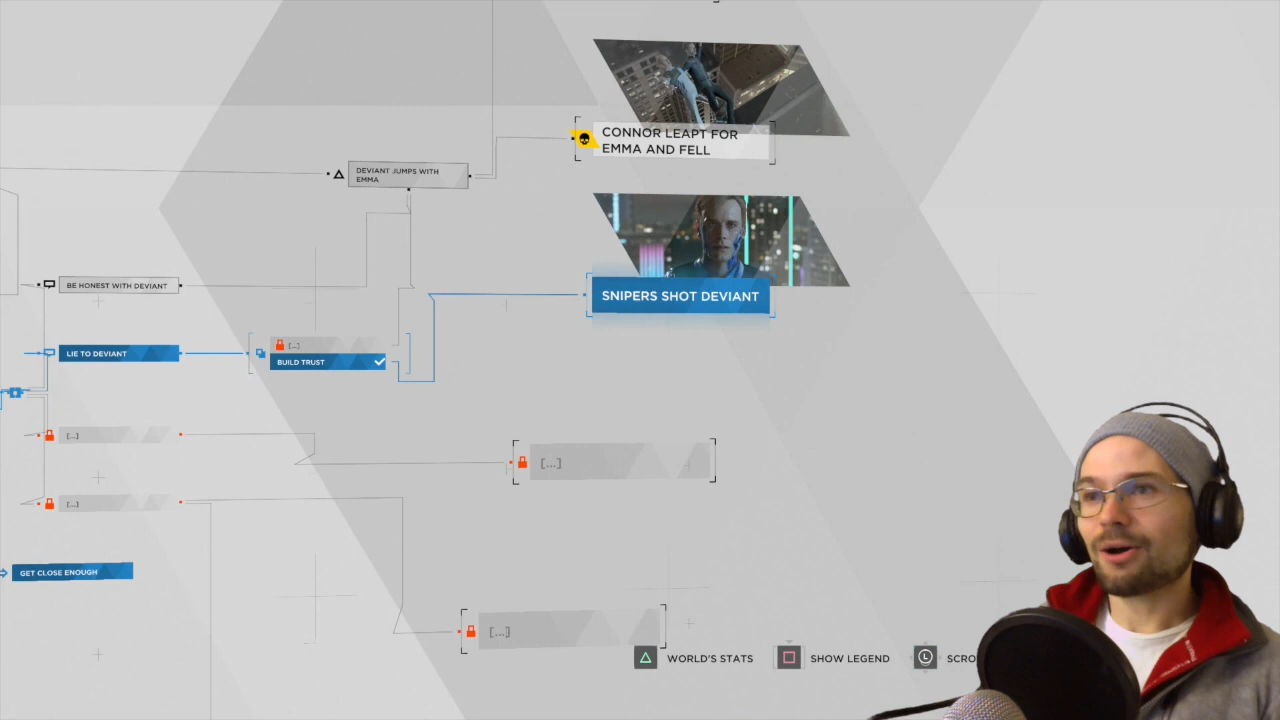 CONNOR LEAPT FOR
EMMA AND FELL
DEVIANT JUMPS WITH
EMMA
BE HONEST WITH DEVIANT
SNIPERS SHOT DEVIANT
[...]
LIE TO DEVIANT
BUILD TRUST
[...]
[...]
[...]
GET CLOSE ENOUGH
[...]
WORLD'S STATS
SHOW LEGEND
L
SCRO